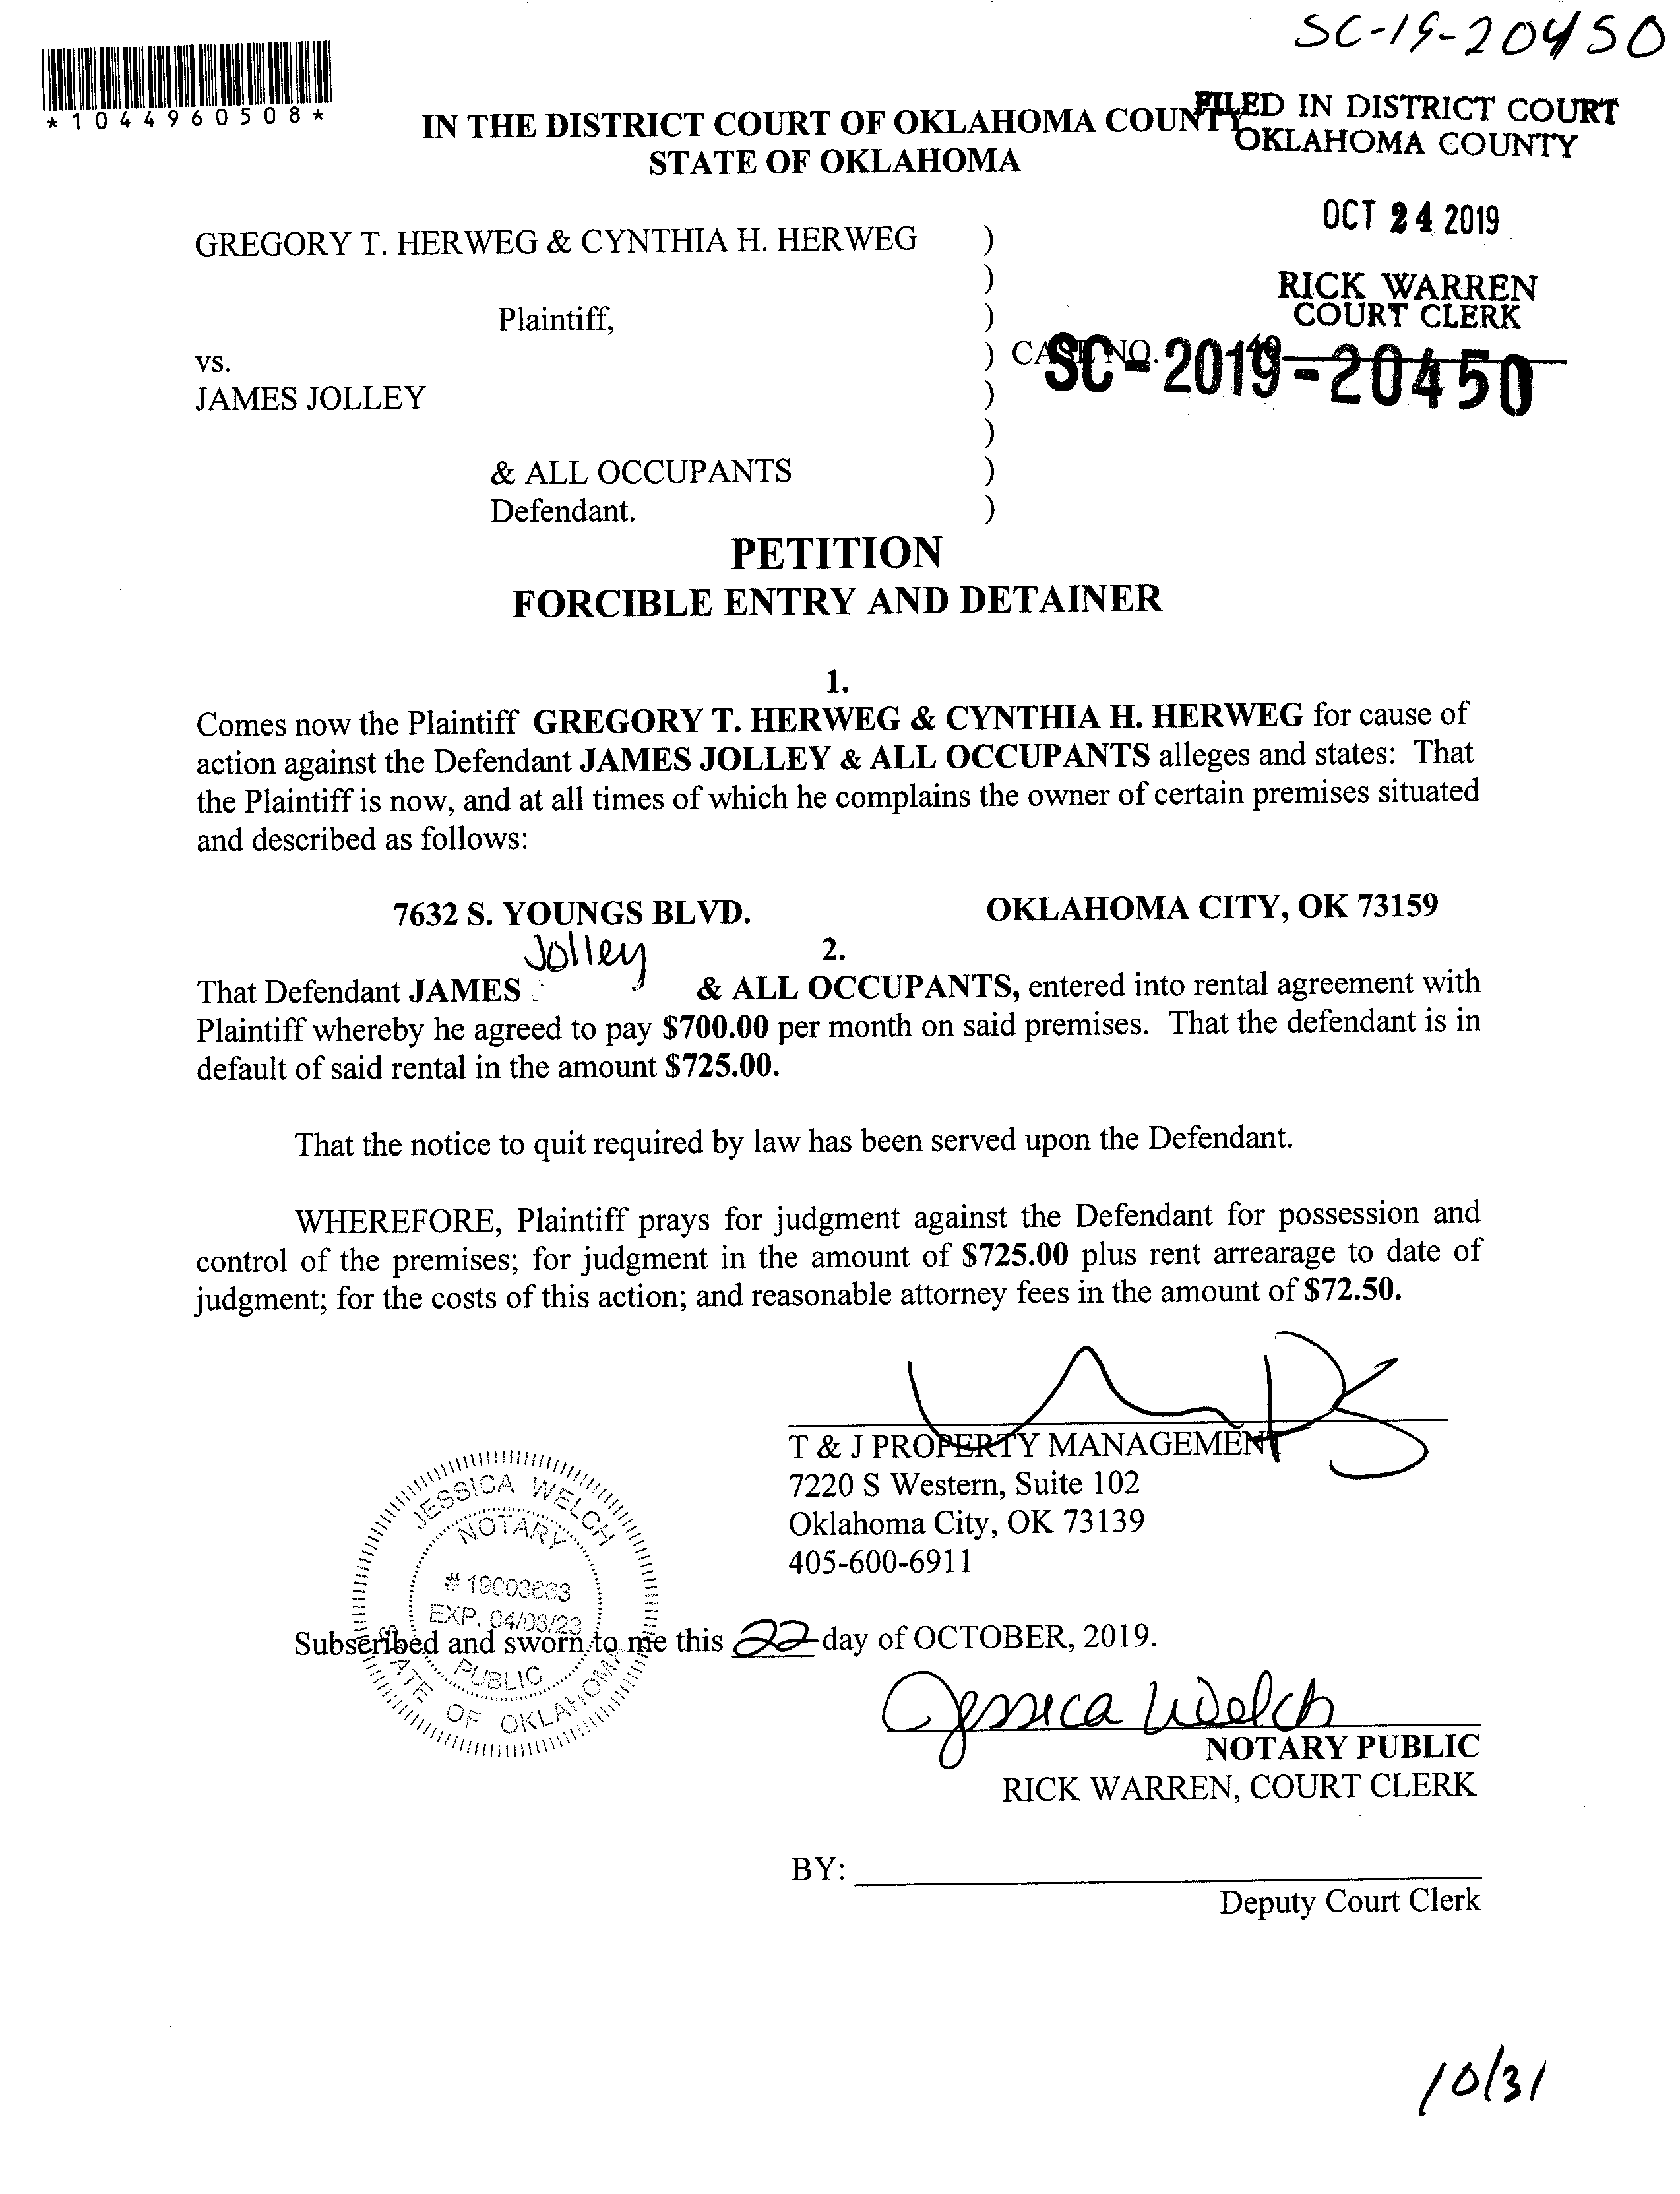 SC-19-20450
*1044960508*
IN THE DISTRICT COURT OF OKLAHOMA COUNTY
STATE OF OKLAHOMA
FILED IN DISTRICT COURT
OKLAHOMA COUNTY
OCT 24 2019
RICK WARREN
COURT CLERK
GREGORY T. HERWEG & CYNTHIA H. HERWEG )
)
Plaintiff, )
vs. ) CASE NO.
SC-2019-20450
JAMES JOLLEY )
)
& ALL OCCUPANTS )
Defendant. )
PETITION
FORCIBLE ENTRY AND DETAINER
1.
Comes now the Plaintiff GREGORY T. HERWEG & CYNTHIA H. HERWEG for cause of
action against the Defendant JAMES JOLLEY & ALL OCCUPANTS alleges and states: That
the Plaintiff is now, and at all times of which he complains the owner of certain premises situated
and described as follows:
7632 S. YOUNGS BLVD. OKLAHOMA CITY, OK 73159
2.
That Defendant JAMES Jolley & ALL OCCUPANTS, entered into rental agreement with
Plaintiff whereby he agreed to pay $700.00 per month on said premises. That the defendant is in
default of said rental in the amount $725.00.
That the notice to quit required by law has been served upon the Defendant.
WHEREFORE, Plaintiff prays for judgment against the Defendant for possession and
control of the premises; for judgment in the amount of $725.00 plus rent arrearage to date of
judgment; for the costs of this action; and reasonable attorney fees in the amount of $72.50.
T & J PROPERTY MANAGEMENT
7220 S Western, Suite 102
Oklahoma City, OK 73139
405-600-6911
JESSICA WELCH
NOTARY
EXP. 04/03/23
PUBLIC
STATE OF OKLAHOMA
Subscribed and sworn to me this 22 day of OCTOBER, 2019.
Jessica Welch
NOTARY PUBLIC
RICK WARREN, COURT CLERK
BY:
Deputy Court Clerk
10/31